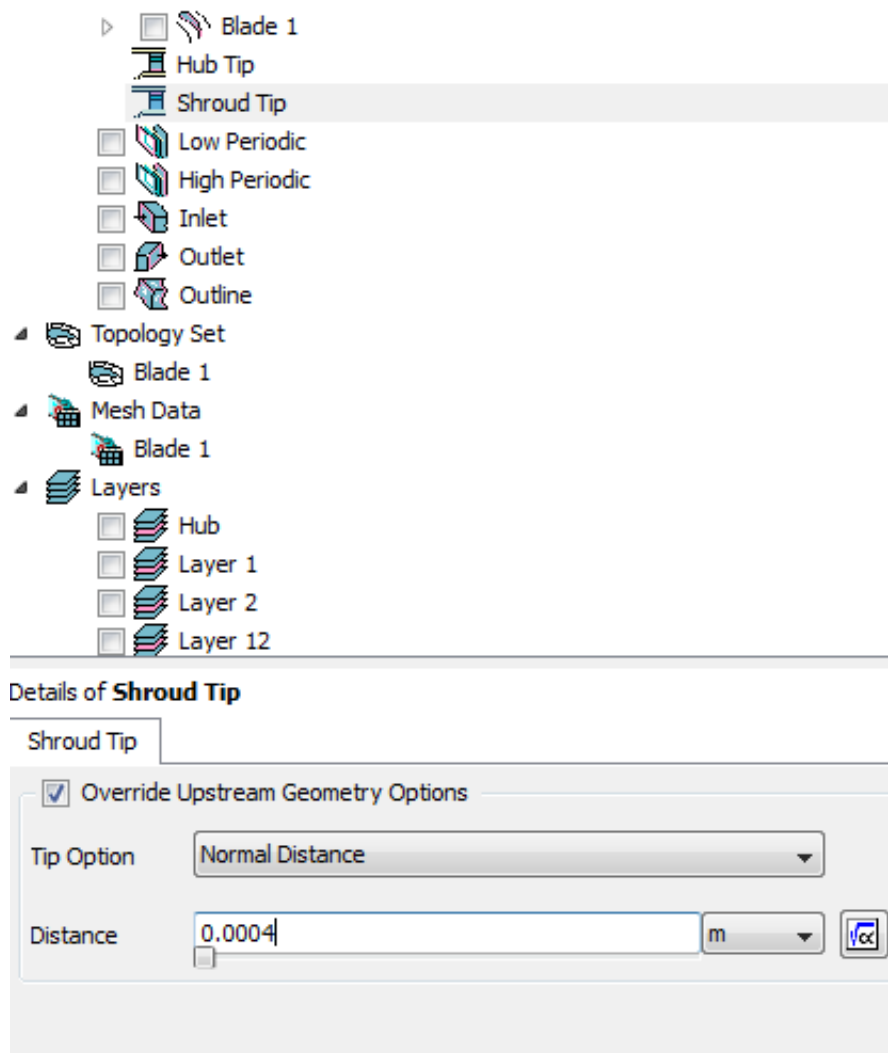 Blade 1
Hub Tip
Shroud Tip
Low Periodic
High Periodic
Inlet
Outlet
Outline
Topology Set
Blade 1
Mesh Data
Blade 1
Layers
Hub
Layer 1
Layer 2
Layer 12
Details of Shroud Tip
Shroud Tip
Override Upstream Geometry Options
Tip Option Normal Distance
Distance 0.0004 m √α